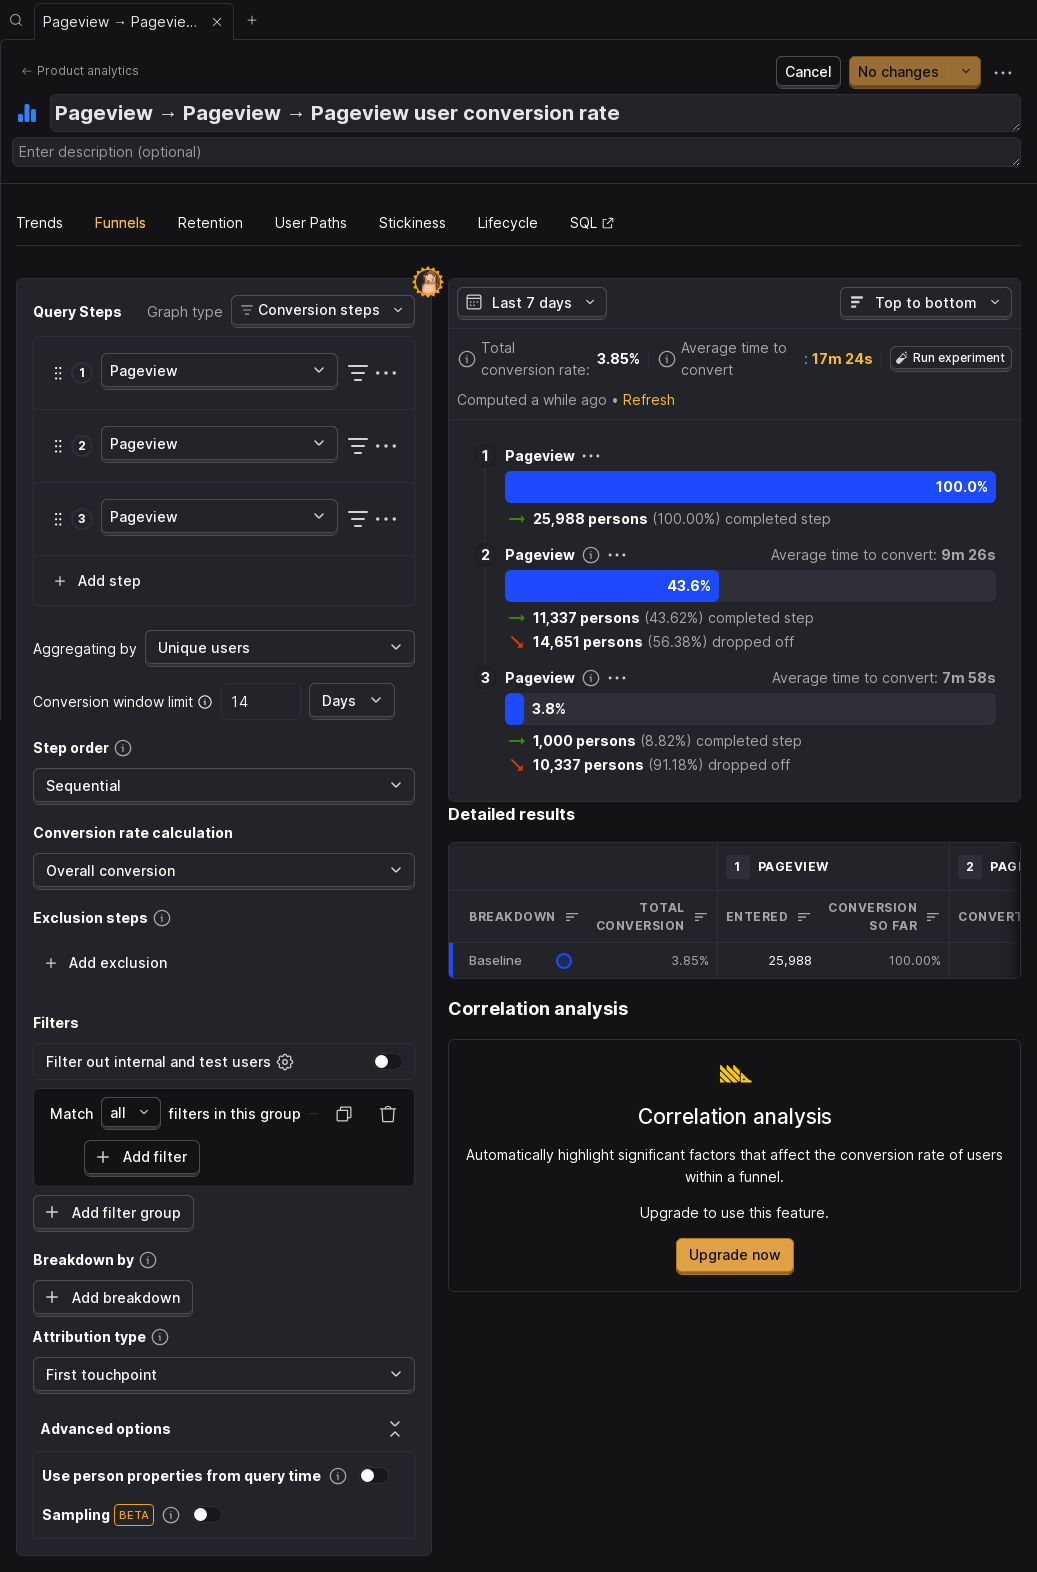 Pageview → Pagevie...
← Product analytics
Cancel
No changes
Pageview → Pageview → Pageview user conversion rate
Enter description (optional)
Trends Funnels Retention User Paths Stickiness Lifecycle SQL
Query Steps Graph type Conversion steps
1 Pageview
2 Pageview
3 Pageview
Add step
Aggregating by Unique users
Conversion window limit 14 Days
Step order
Sequential
Conversion rate calculation
Overall conversion
Exclusion steps
Add exclusion
Filters
Filter out internal and test users
Match all filters in this group
Add filter
Add filter group
Breakdown by
Add breakdown
Attribution type
First touchpoint
Advanced options
Use person properties from query time
Sampling BETA
Last 7 days Top to bottom
Total conversion rate: 3.85%
Average time to convert : 17m 24s
Run experiment
Computed a while ago • Refresh
1 Pageview
100.0%
25,988 persons (100.00%) completed step
2 Pageview Average time to convert: 9m 26s
43.6%
11,337 persons (43.62%) completed step
14,651 persons (56.38%) dropped off
3 Pageview Average time to convert: 7m 58s
3.8%
1,000 persons (8.82%) completed step
10,337 persons (91.18%) dropped off
Detailed results
1 PAGEVIEW 2
BREAKDOWN TOTAL CONVERSION ENTERED CONVERSION SO FAR
Baseline 3.85% 25,988 100.00%
Correlation analysis
Correlation analysis
Automatically highlight significant factors that affect the conversion rate of users
within a funnel.
Upgrade to use this feature.
Upgrade now